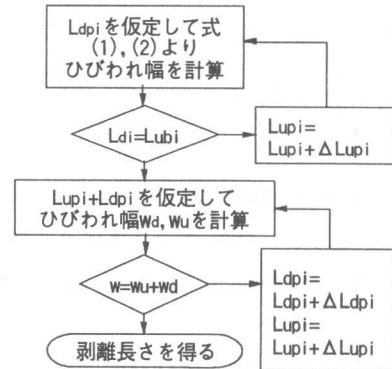 Ldpiを仮定して式
(1),(2)より
ひびわれ幅を計算
Ldi=Lubi
Lupi=
Lupi+ΔLupi
Lupi+Ldpiを仮定して
ひびわれ幅Wd,Wuを計算
w=wu+wd
Ldpi=
Ldpi+ΔLdpi
Lupi=
Lupi+ΔLupi
剥離長さを得る